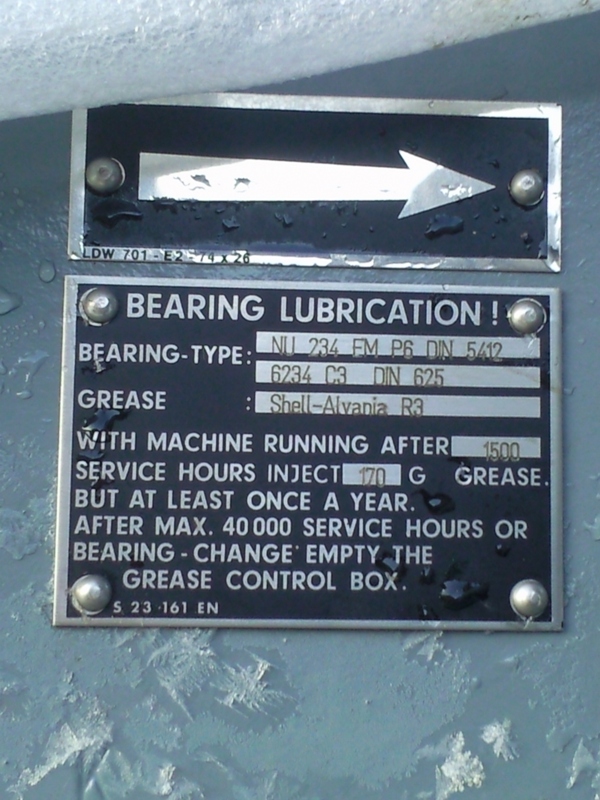 LDW 701 - E2 - 74 x 26
BEARING LUBRICATION!
BEARING-TYPE: NU 234 EM P6 DIN 5412
6234 C3 DIN 625
GREASE : Shell-Alvania R3
WITH MACHINE RUNNING AFTER 1500
SERVICE HOURS INJECT 170 G GREASE.
BUT AT LEAST ONCE A YEAR.
AFTER MAX. 40 000 SERVICE HOURS OR
BEARING - CHANGE EMPTY THE
GREASE CONTROL BOX.
S 23 · 161 EN